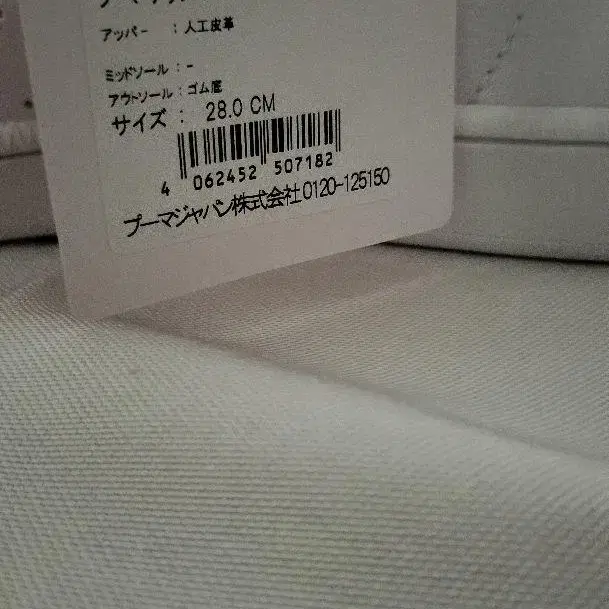 アッパー ：人工皮革
ミッドソール：-
アウトソール：ゴム底
サイズ： 28.0 CM
4 062452 507182
プーマジャパン株式会社0120-125150